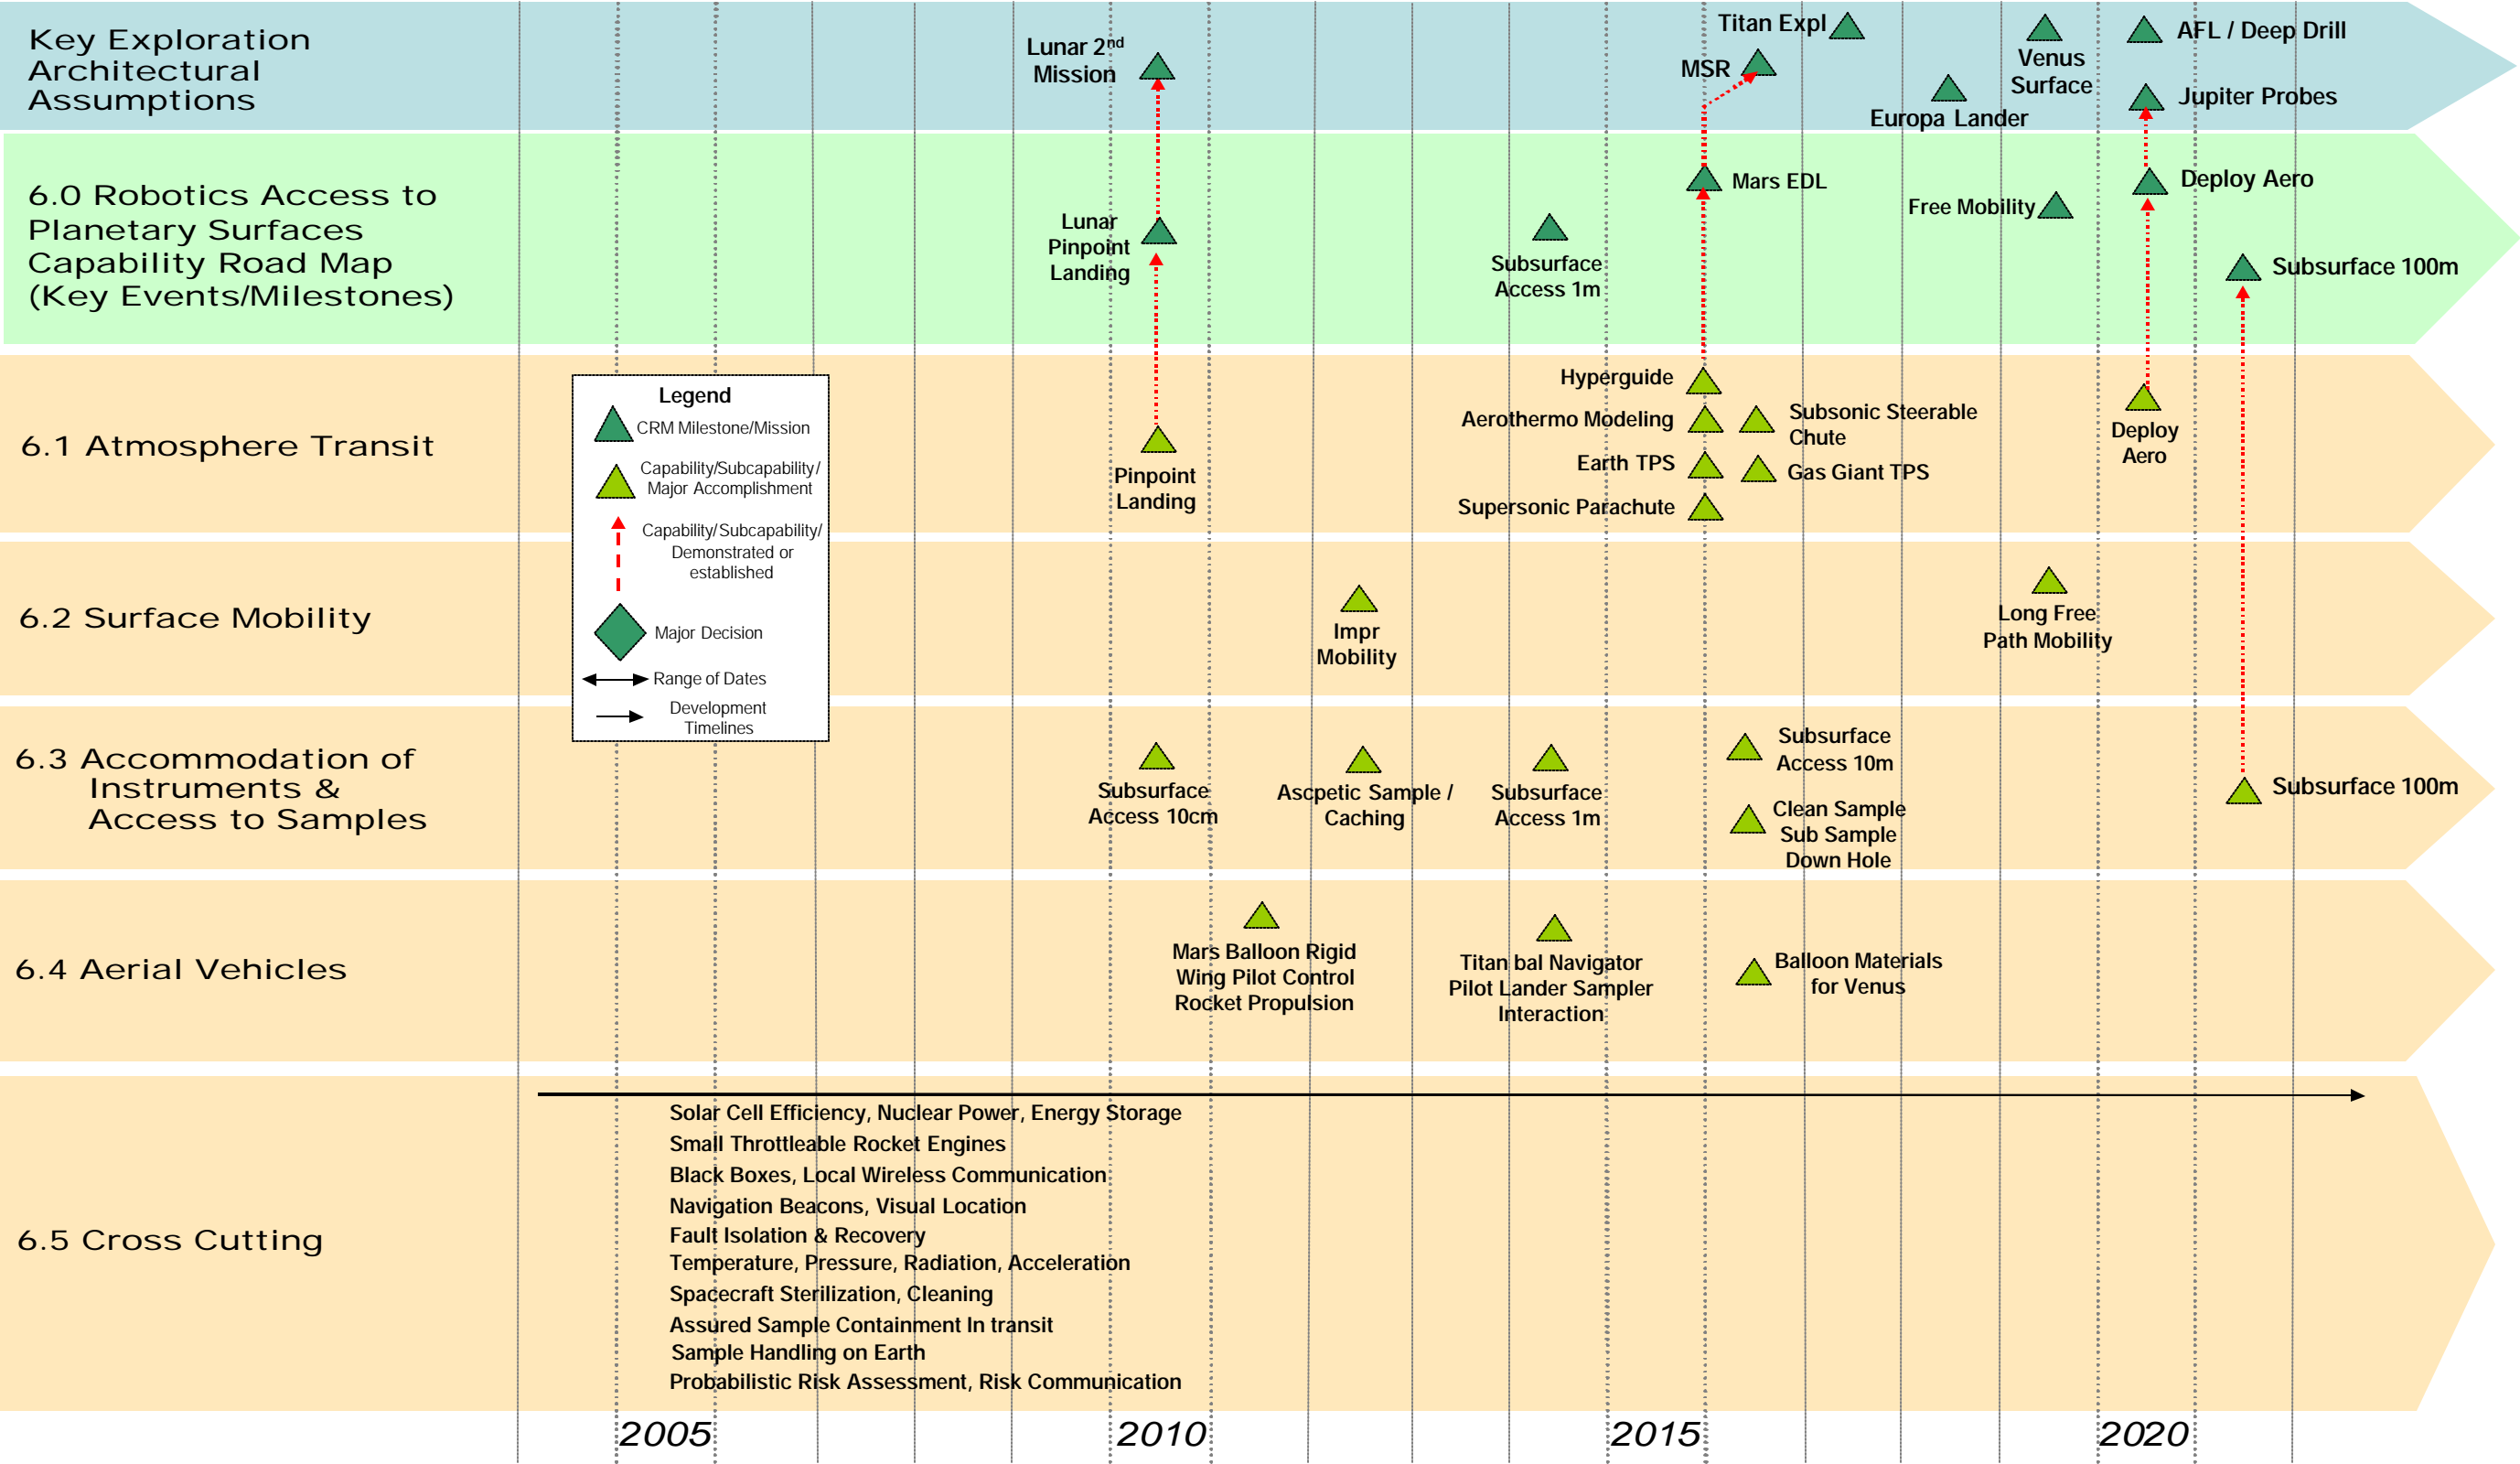 Key Exploration
Architectural
Assumptions
Lunar 2nd
Mission
Titan Expl
MSR
Europa Lander
Venus
Surface
AFL / Deep Drill
Jupiter Probes
6.0 Robotics Access to
Planetary Surfaces
Capability Road Map
(Key Events/Milestones)
Lunar
Pinpoint
Landing
Subsurface
Access 1m
Mars EDL
Free Mobility
Deploy Aero
Subsurface 100m
Legend
CRM Milestone/Mission
Capability/Subcapability/
Major Accomplishment
Capability/Subcapability/
Demonstrated or
established
Major Decision
Range of Dates
Development
Timelines
6.1 Atmosphere Transit
Pinpoint
Landing
Hyperguide
Aerothermo Modeling
Earth TPS
Supersonic Parachute
Subsonic Steerable
Chute
Gas Giant TPS
Deploy
Aero
6.2 Surface Mobility
Impr
Mobility
Long Free
Path Mobility
6.3 Accommodation of
Instruments &
Access to Samples
Subsurface
Access 10cm
Ascpetic Sample /
Caching
Subsurface
Access 1m
Subsurface
Access 10m
Clean Sample
Sub Sample
Down Hole
Subsurface 100m
6.4 Aerial Vehicles
Mars Balloon Rigid
Wing Pilot Control
Rocket Propulsion
Titan bal Navigator
Pilot Lander Sampler
Interaction
Balloon Materials
for Venus
6.5 Cross Cutting
Solar Cell Efficiency, Nuclear Power, Energy Storage
Small Throttleable Rocket Engines
Black Boxes, Local Wireless Communication
Navigation Beacons, Visual Location
Fault Isolation & Recovery
Temperature, Pressure, Radiation, Acceleration
Spacecraft Sterilization, Cleaning
Assured Sample Containment In transit
Sample Handling on Earth
Probabilistic Risk Assessment, Risk Communication
2005
2010
2015
2020